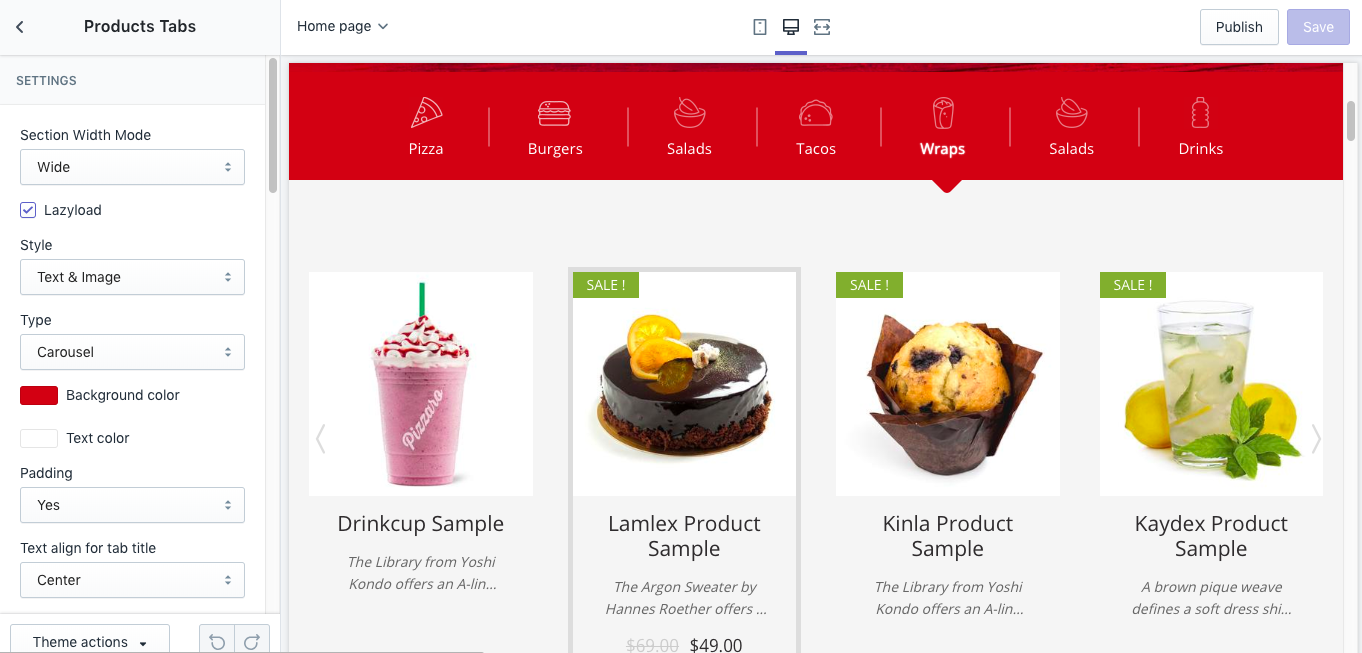 Products Tabs
Home page
Publish
Save
SETTINGS
Section Width Mode
Wide
Lazyload
Style
Text & Image
Type
Carousel
Background color
Text color
Padding
Yes
Text align for tab title
Center
Theme actions
Pizza
Burgers
Salads
Tacos
Wraps
Salads
Drinks
Pizzaro
Drinkcup Sample
The Library from Yoshi
Kondo offers an A-lin...
SALE !
Lamlex Product
Sample
The Argon Sweater by
Hannes Roether offers ...
$69.00 $49.00
SALE !
Kinla Product
Sample
The Library from Yoshi
Kondo offers an A-lin...
SALE !
Kaydex Product
Sample
A brown pique weave
defines a soft dress shi...